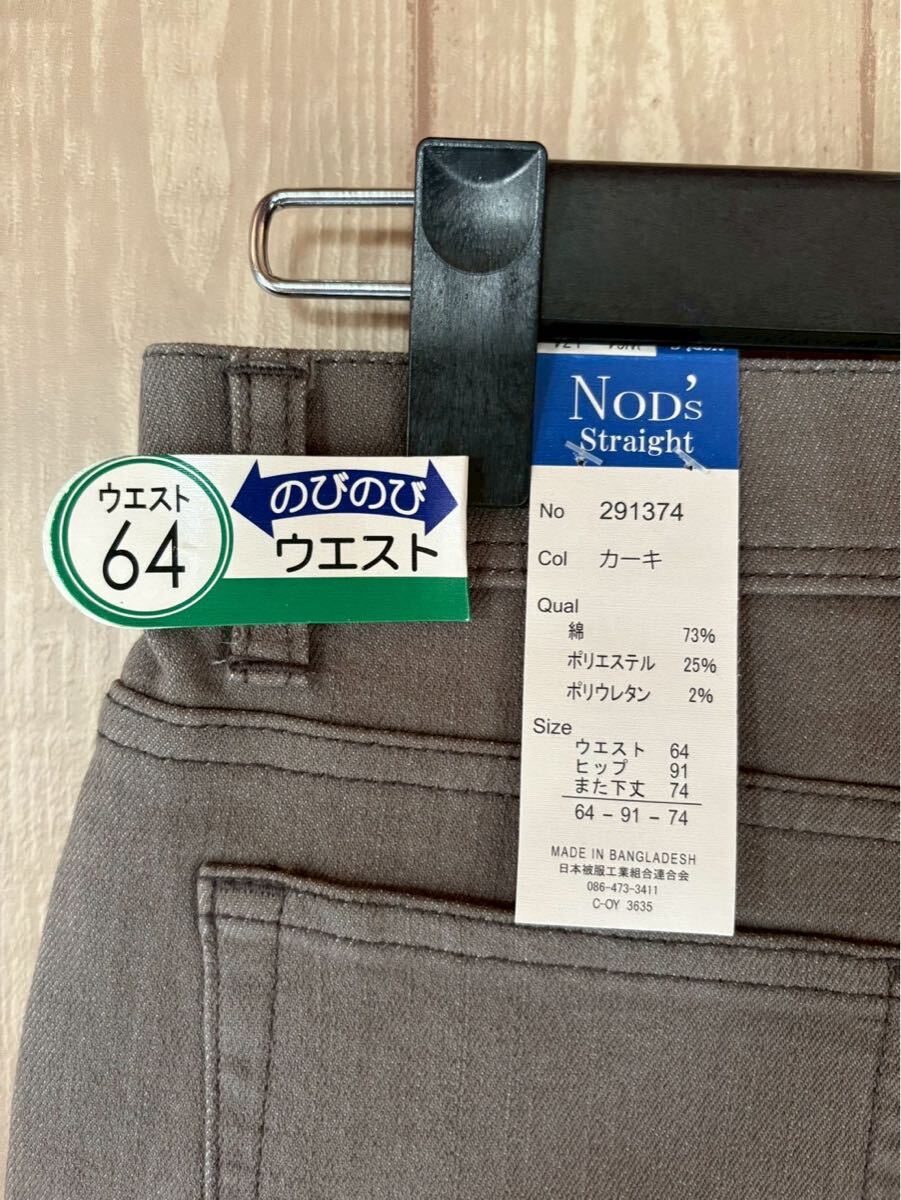 ウエスト
64
のびのび
ウエスト
NOD's
Straight
No 291374
Col カーキ
Qual
綿 73%
ポリエステル 25%
ポリウレタン 2%
Size
ウエスト 64
ヒップ 91
また下丈 74
64 - 91 - 74
MADE IN BANGLADESH
日本被服工業組合連合会
086-473-3411
C-OY 3635